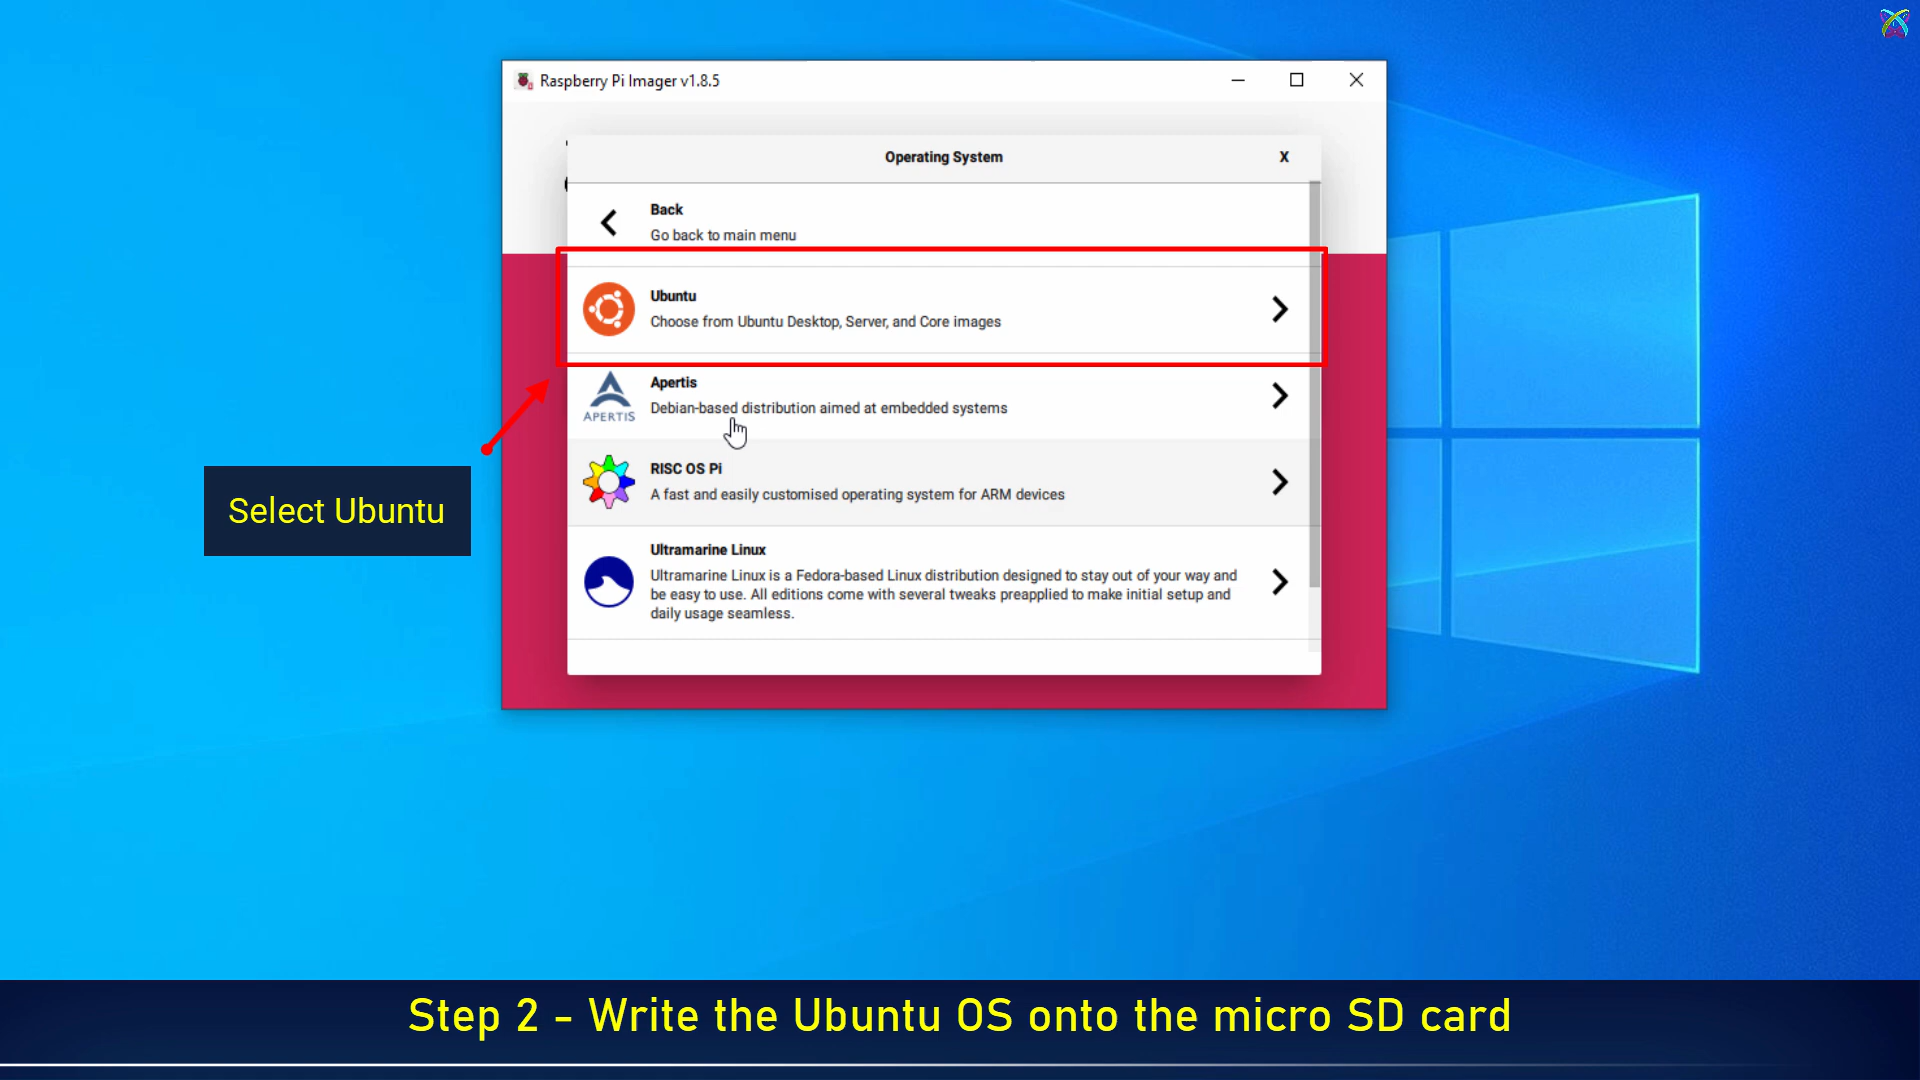 Raspberry Pi Imager v1.8.5
Operating System
X
Back
Go back to main menu
Ubuntu
Choose from Ubuntu Desktop, Server, and Core images
Apertis
Debian-based distribution aimed at embedded systems
APERTIS
RISC OS Pi
A fast and easily customised operating system for ARM devices
Ultramarine Linux
Ultramarine Linux is a Fedora-based Linux distribution designed to stay out of your way and
be easy to use. All editions come with several tweaks preapplied to make initial setup and
daily usage seamless.
Select Ubuntu
Step 2 - Write the Ubuntu OS onto the micro SD card